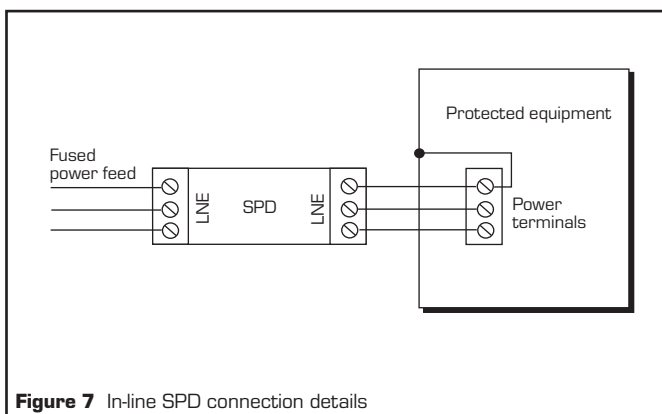 Protected equipment
Fused
power feed
LNE
SPD
LNE
Power
terminals
Figure 7 In-line SPD connection details